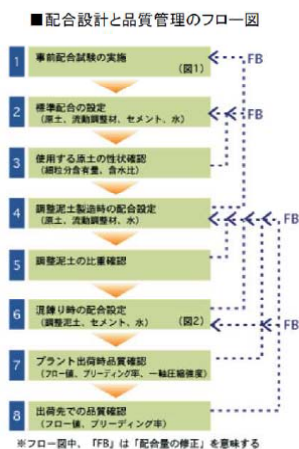 ■配合設計と品質管理のフロー図
1 事前配合試験の実施
(図1)
FB
2 標準配合の設定
(原土、流動調整材、セメント、水)
FB
3 使用する原土の性状確認
(細粒分含有量、含水比)
4 調整泥土製造時の配合設定
(原土、流動調整材、水)
FB
5 調整泥土の比重確認
6 混錬り時の配合設定
(調整泥土、セメント、水) (図2)
FB
7 プラント出荷時品質確認
(フロー値、ブリーディング率、一軸圧縮強度)
8 出荷先での品質確認
(フロー値、ブリーディング率)
※フロー図中、「FB」は「配合量の修正」を意味する